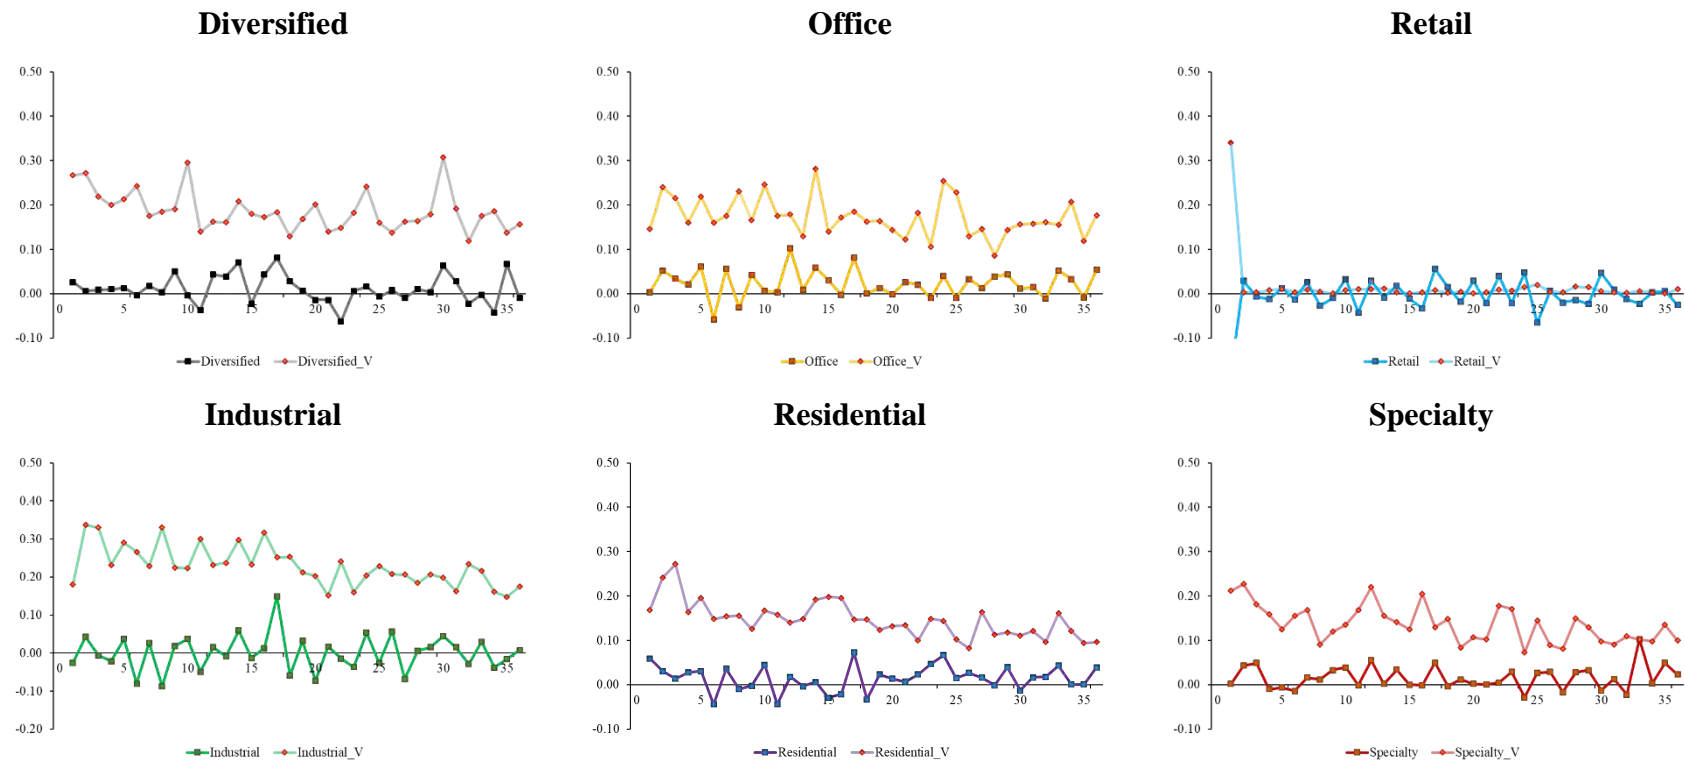 Diversified
0.50
0.40
0.30
0.20
0.10
0.00
-0.10
0 5 10 15 20 25 30 35
Diversified Diversified_V
Office
0.50
0.40
0.30
0.20
0.10
0.00
-0.10
0 5 10 15 20 25 30 35
Office Office_V
Retail
0.50
0.40
0.30
0.20
0.10
0.00
-0.10
0 5 10 15 20 25 30 35
Retail Retail_V
Industrial
0.50
0.40
0.30
0.20
0.10
0.00
-0.10
-0.20
0 5 10 15 20 25 30 35
Industrial Industrial_V
Residential
0.50
0.40
0.30
0.20
0.10
0.00
-0.10
0 5 10 15 20 25 30 35
Residential Residential_V
Specialty
0.50
0.40
0.30
0.20
0.10
0.00
-0.10
0 5 10 15 20 25 30 35
Specialty Specialty_V